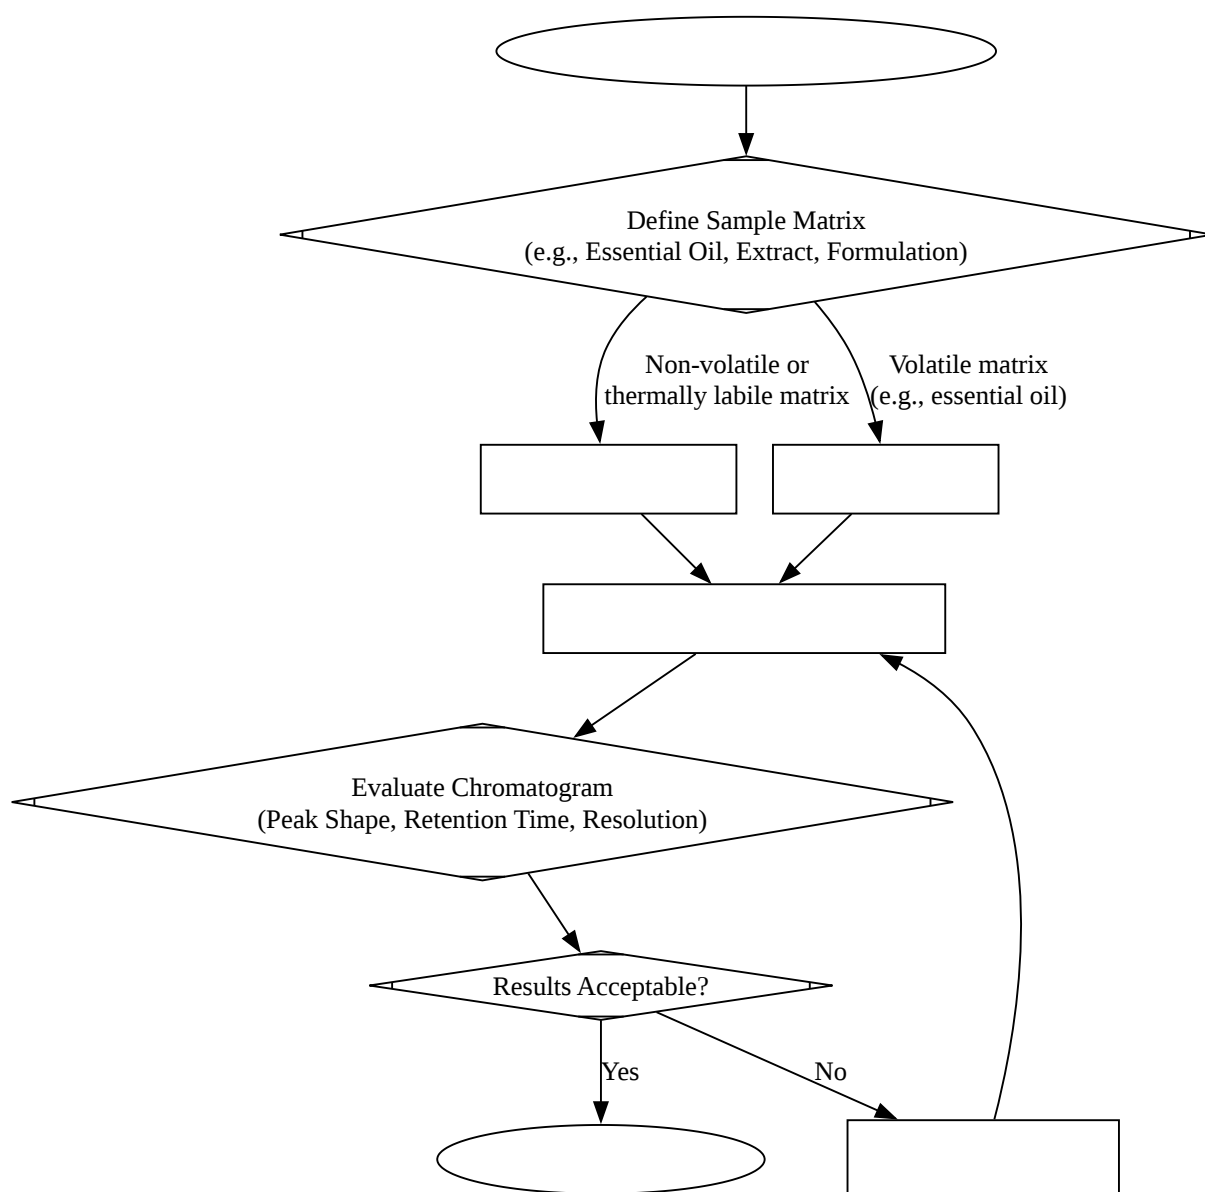 Define Sample Matrix
(e.g., Essential Oil, Extract, Formulation)
Non-volatile or
thermally labile matrix
Volatile matrix
(e.g., essential oil)
Evaluate Chromatogram
(Peak Shape, Retention Time, Resolution)
Results Acceptable?
Yes
No